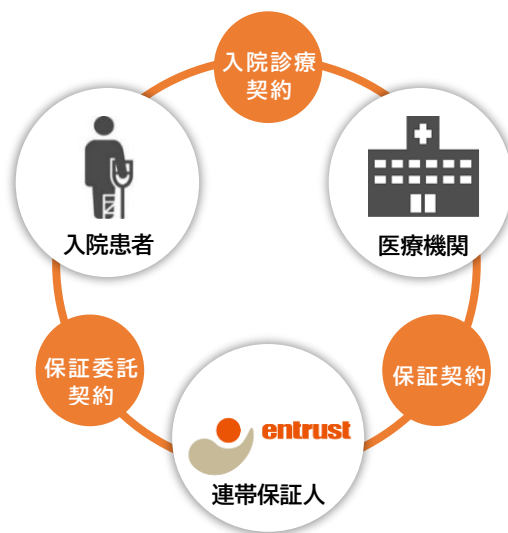 入院診療
契約
入院患者
医療機関
保証委託
契約
保証契約
entrust
連帯保証人